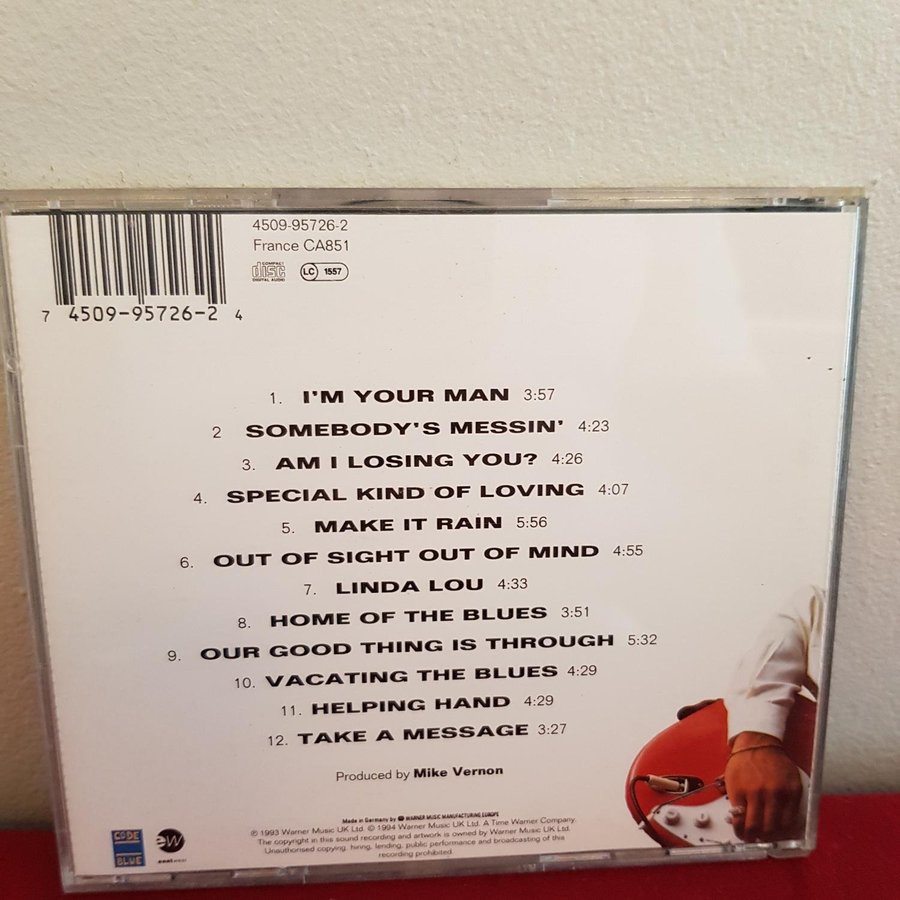 4509-95726-2
France CA851
COMPACT
disc
DIGITAL AUDIO
LC 1557
7 4509-95726-2 4
1. I'M YOUR MAN 3:57
2 SOMEBODY'S MESSIN' 4:23
3. AM I LOSING YOU? 4:26
4. SPECIAL KIND OF LOVING 4:07
5. MAKE IT RAIN 5:56
6. OUT OF SIGHT OUT OF MIND 4:55
7. LINDA LOU 4:33
8. HOME OF THE BLUES 3:51
9. OUR GOOD THING IS THROUGH 5:32
10. VACATING THE BLUES 4:29
11. HELPING HAND 4:29
12. TAKE A MESSAGE 3:27
Produced by Mike Vernon
Made in Germany by WARNER MUSIC MANUFACTURING EUROPE
℗ 1993 Warner Music UK Ltd. © 1994 Warner Music UK Ltd. A Time Warner Company.
The copyright in this sound recording and artwork is owned by Warner Music UK Ltd.
Unauthorised copying, hiring, lending, public performance and broadcasting of this
recording prohibited.
CODE
BLUE
ew
eastwest